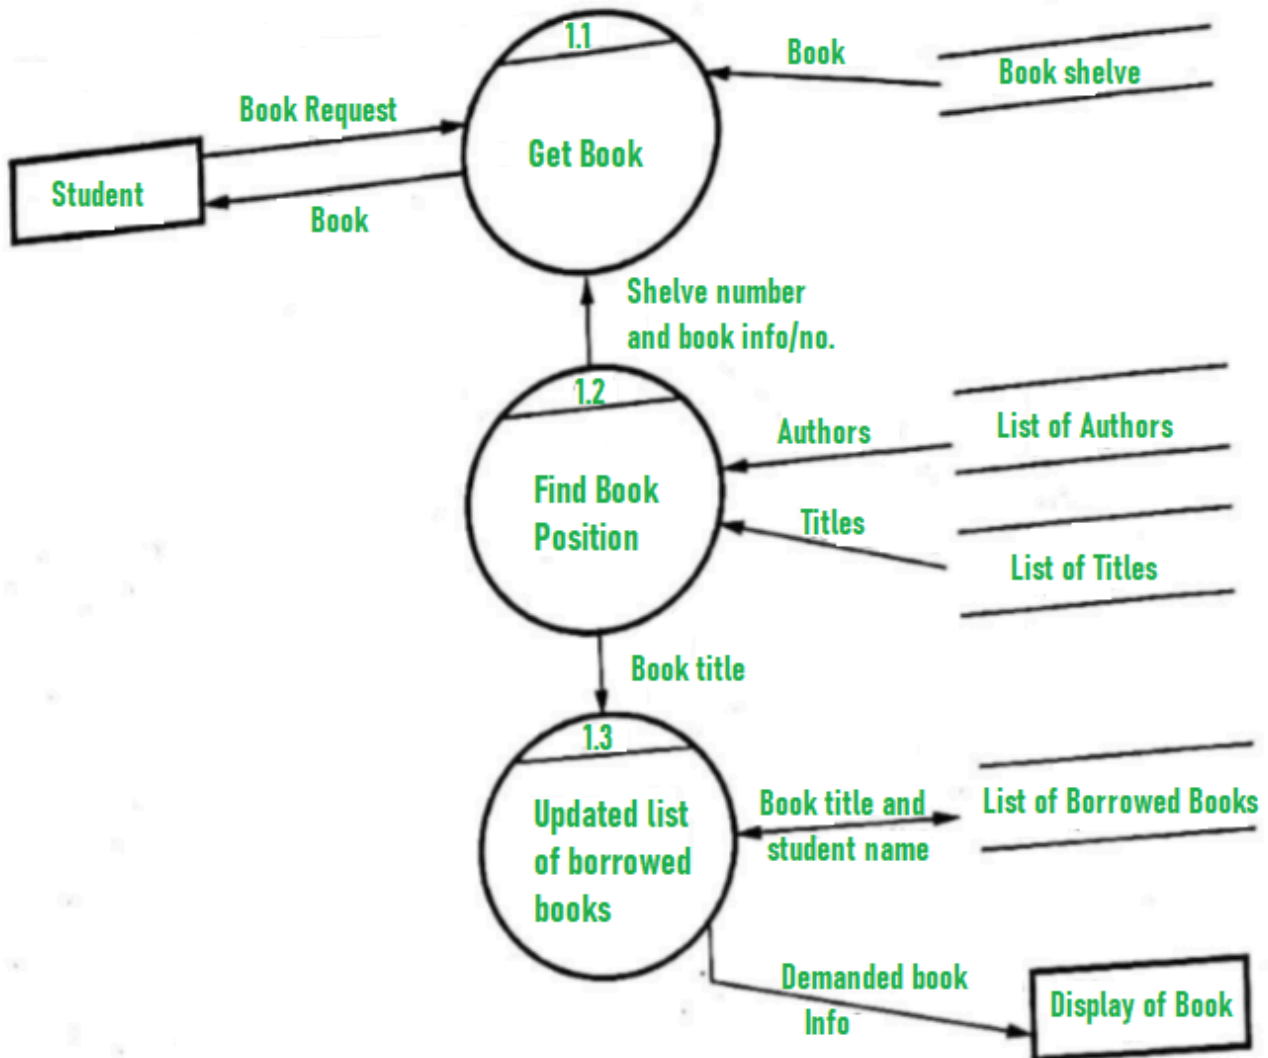 1.1
Book
Book shelve
Book Request
Get Book
Student
Book
Shelve number
and book info/no.
1.2
Authors
List of Authors
Find Book
Position
Titles
List of Titles
Book title
1.3
Updated list
of borrowed
books
Book title and
student name
List of Borrowed Books
Demanded book
Info
Display of Book